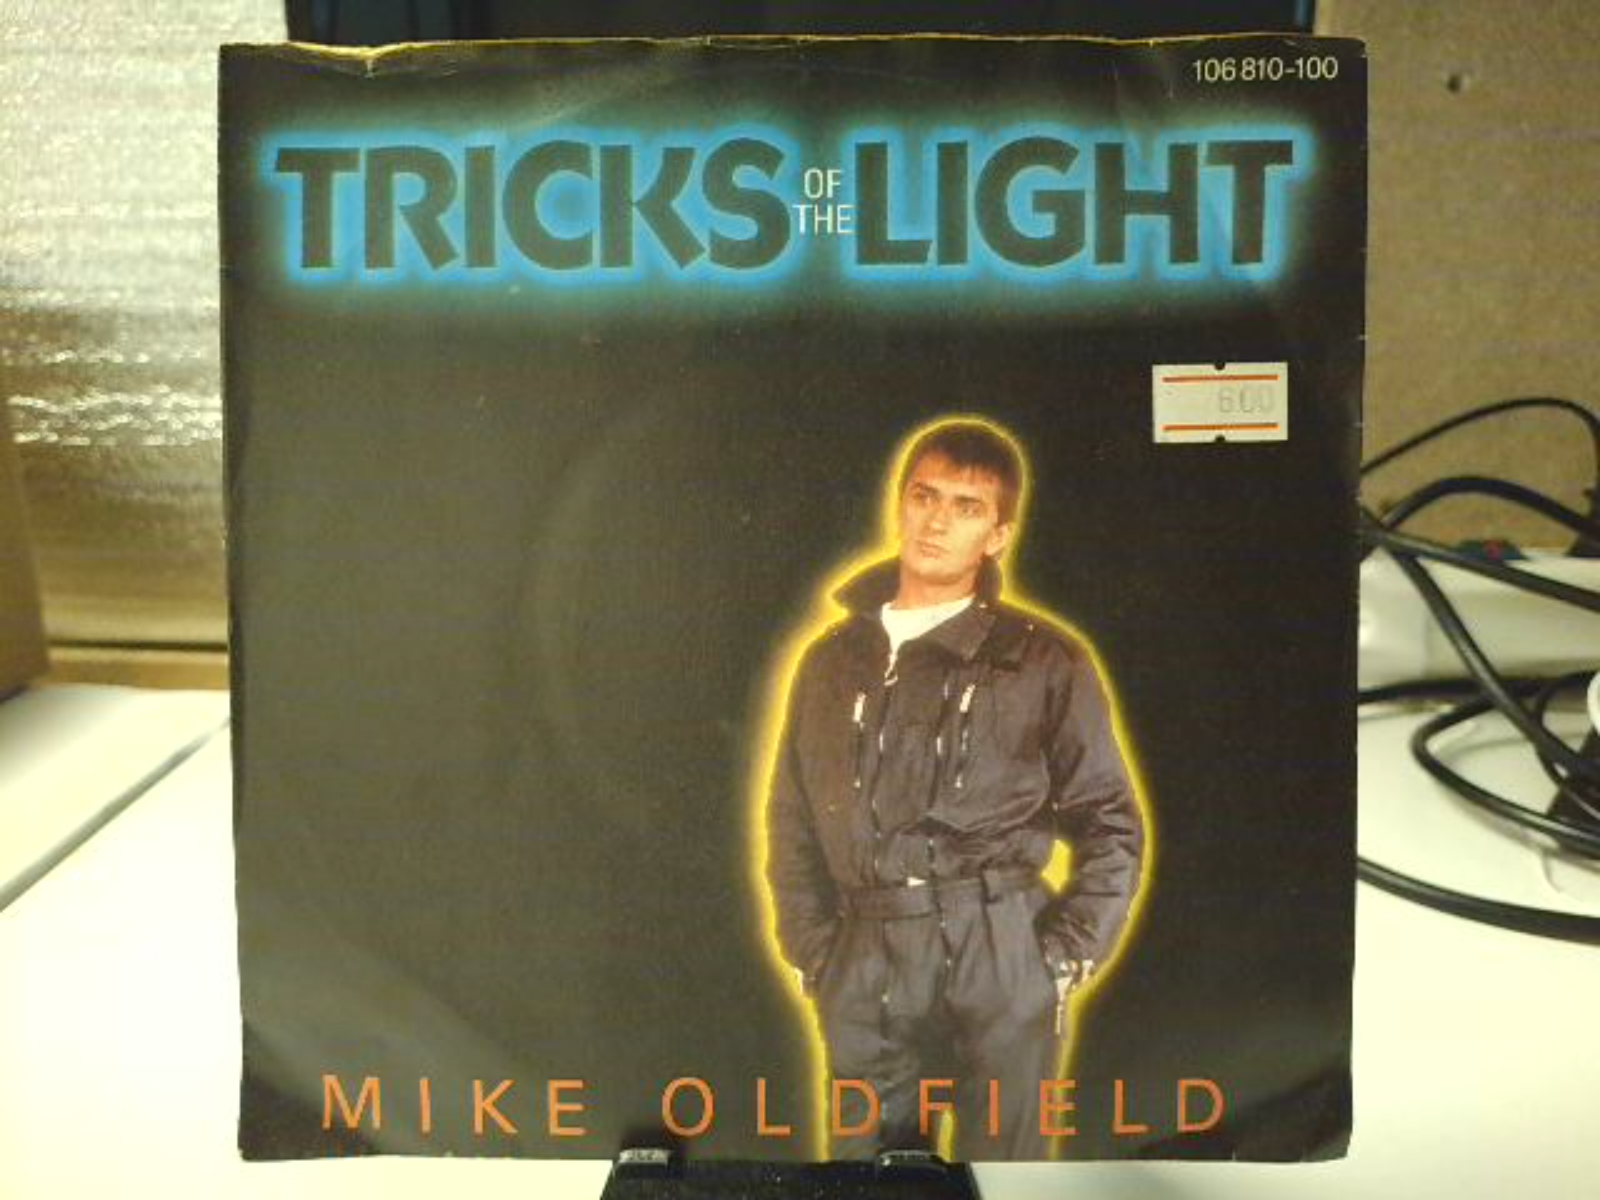 106 810-100
TRICKS OF THE LIGHT
6.00
MIKE OLDFIELD